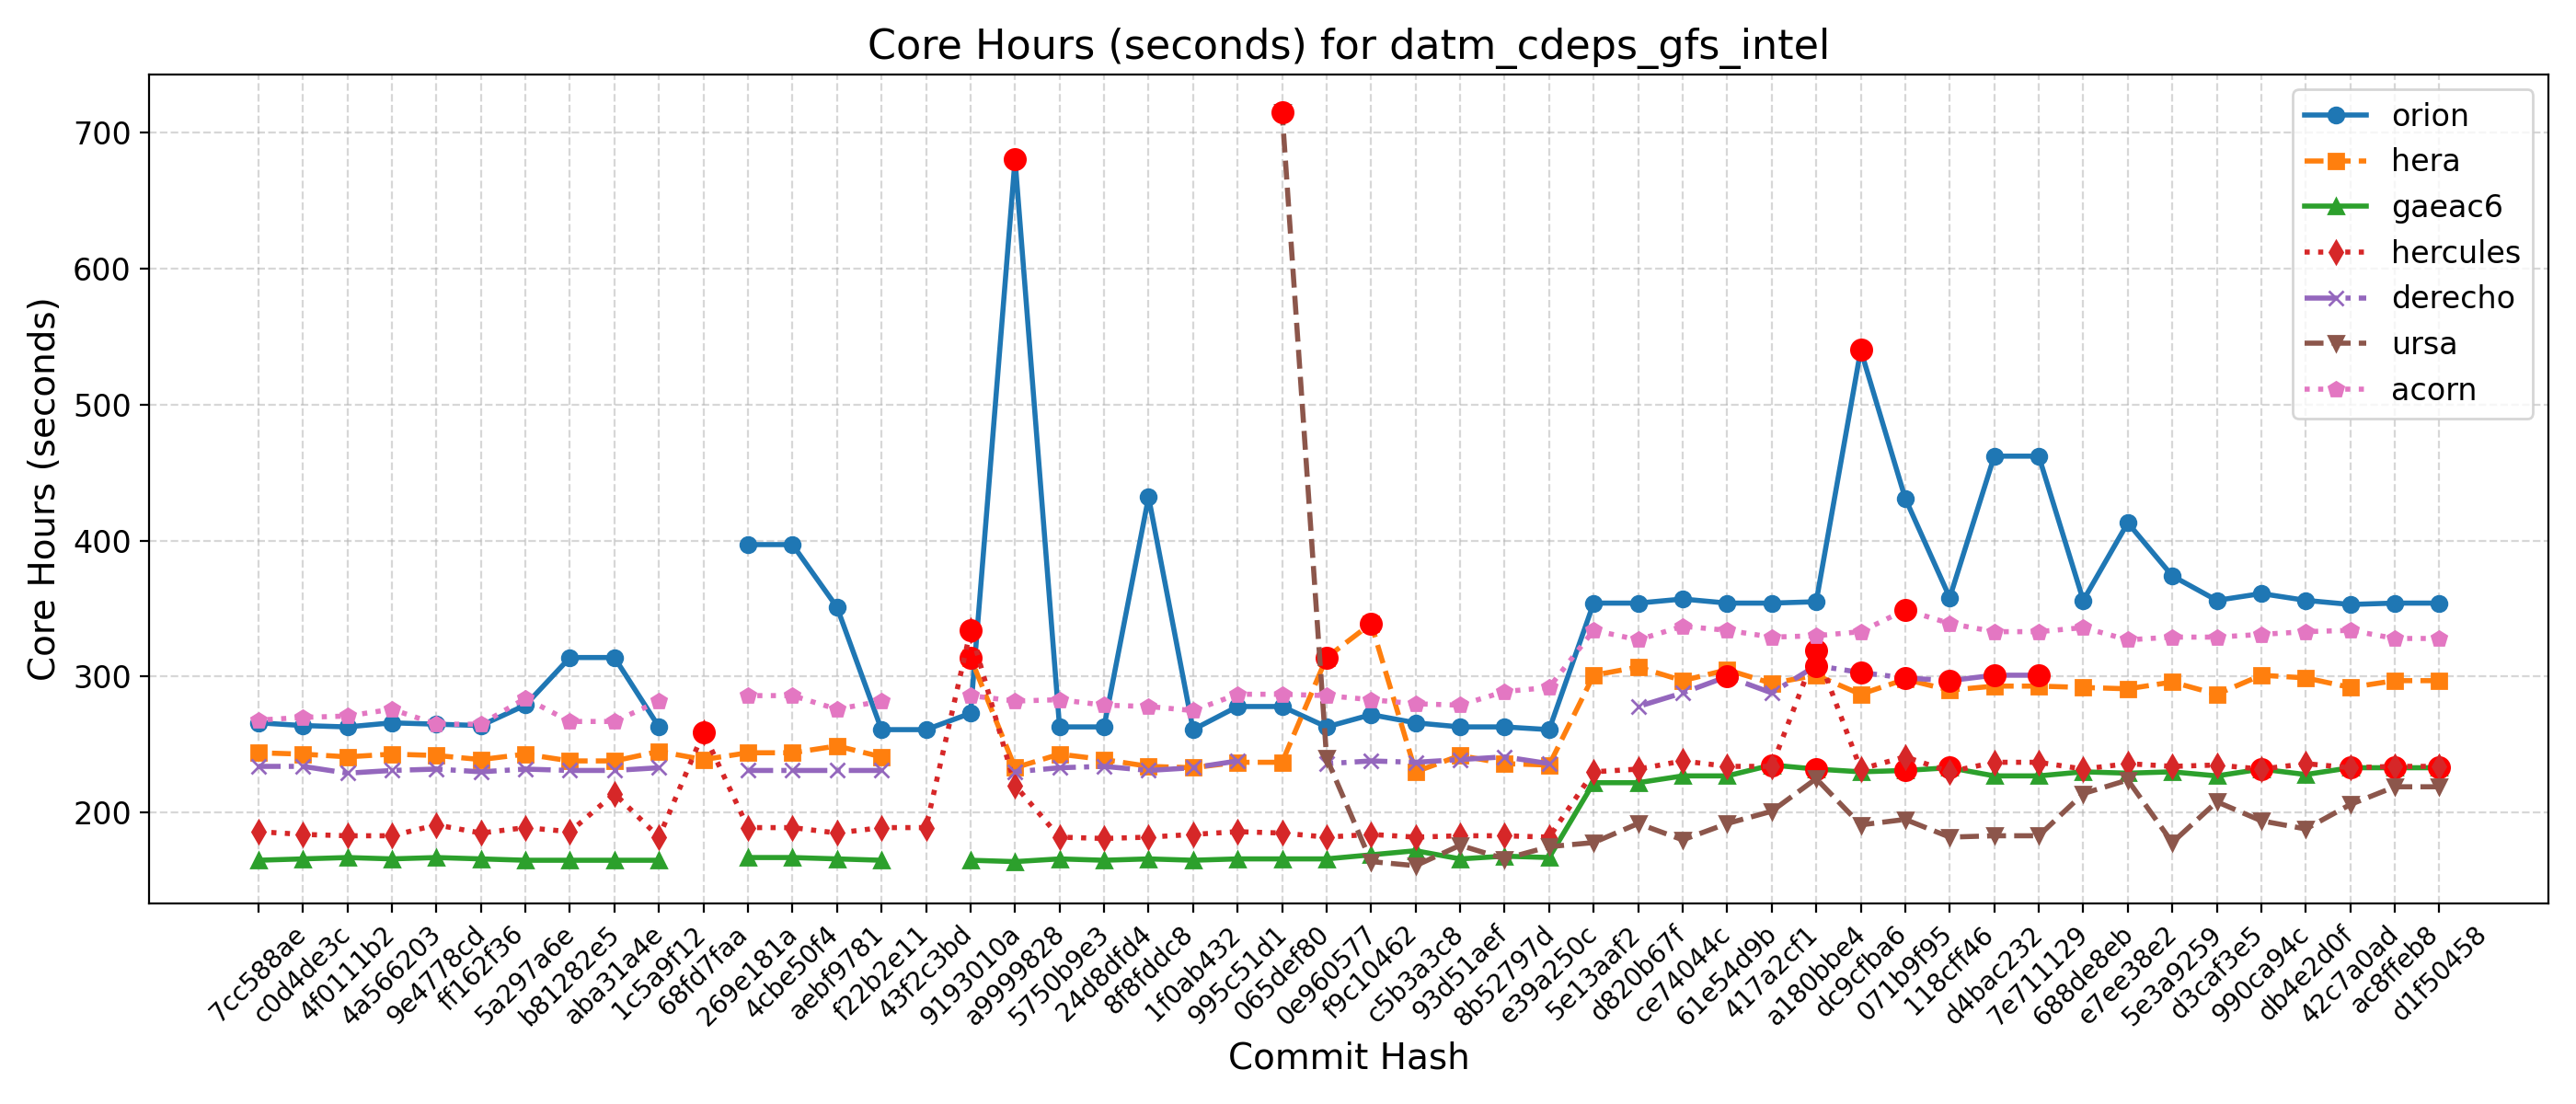 Core Hours (seconds) for datm_cdeps_gfs_intel
Core Hours (seconds)
700
600
500
400
300
200
orion
hera
gaeac6
hercules
derecho
ursa
acorn
7cc588ae
c0d4de3c
4f0111b2
4a566203
9e4778cd
ff162f36
5a297a6e
b81282e5
aba31a4e
1c5a9f12
68fd7faa
269e181a
4cbe50f4
aebf9781
f22b2e11
43f2c3bd
9193010a
a9999828
5750b9e3
24d8dfd4
8f8fddc8
1f0ab432
995c51d1
065def80
0e960577
f9c10462
c5b3a3c8
93d51aef
8b52797d
e39a250c
5e13aaf2
d820b67f
ce74044c
61e54d9b
417a2cf1
a180bbe4
dc9cfba6
071b9f95
118cff46
d4bac232
7e711129
688de8eb
e7ee38e2
5e3a9259
d3caf3e5
990ca94c
db4e2d0f
42c7a0ad
ac8ffeb8
d1f50458
Commit Hash